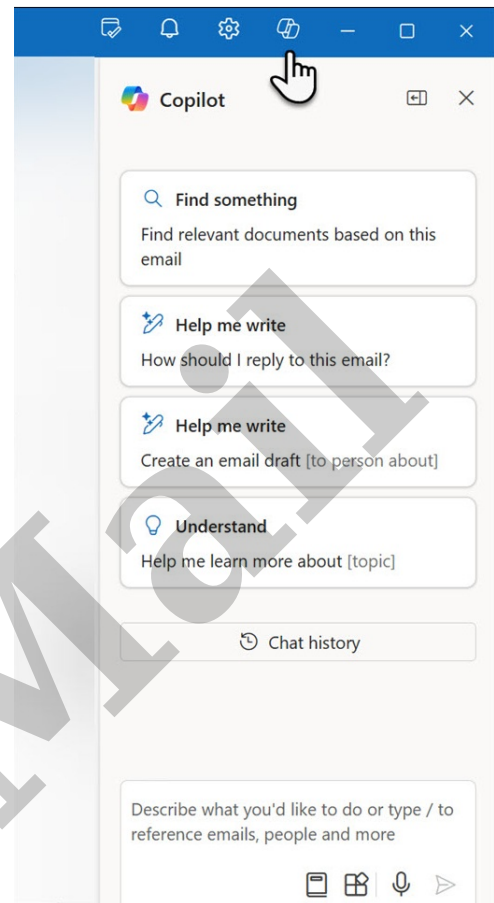 Copilot
Find something
Find relevant documents based on this
email
Help me write
How should I reply to this email?
Help me write
Create an email draft [to person about]
Understand
Help me learn more about [topic]
Chat history
Describe what you'd like to do or type / to
reference emails, people and more
Mail